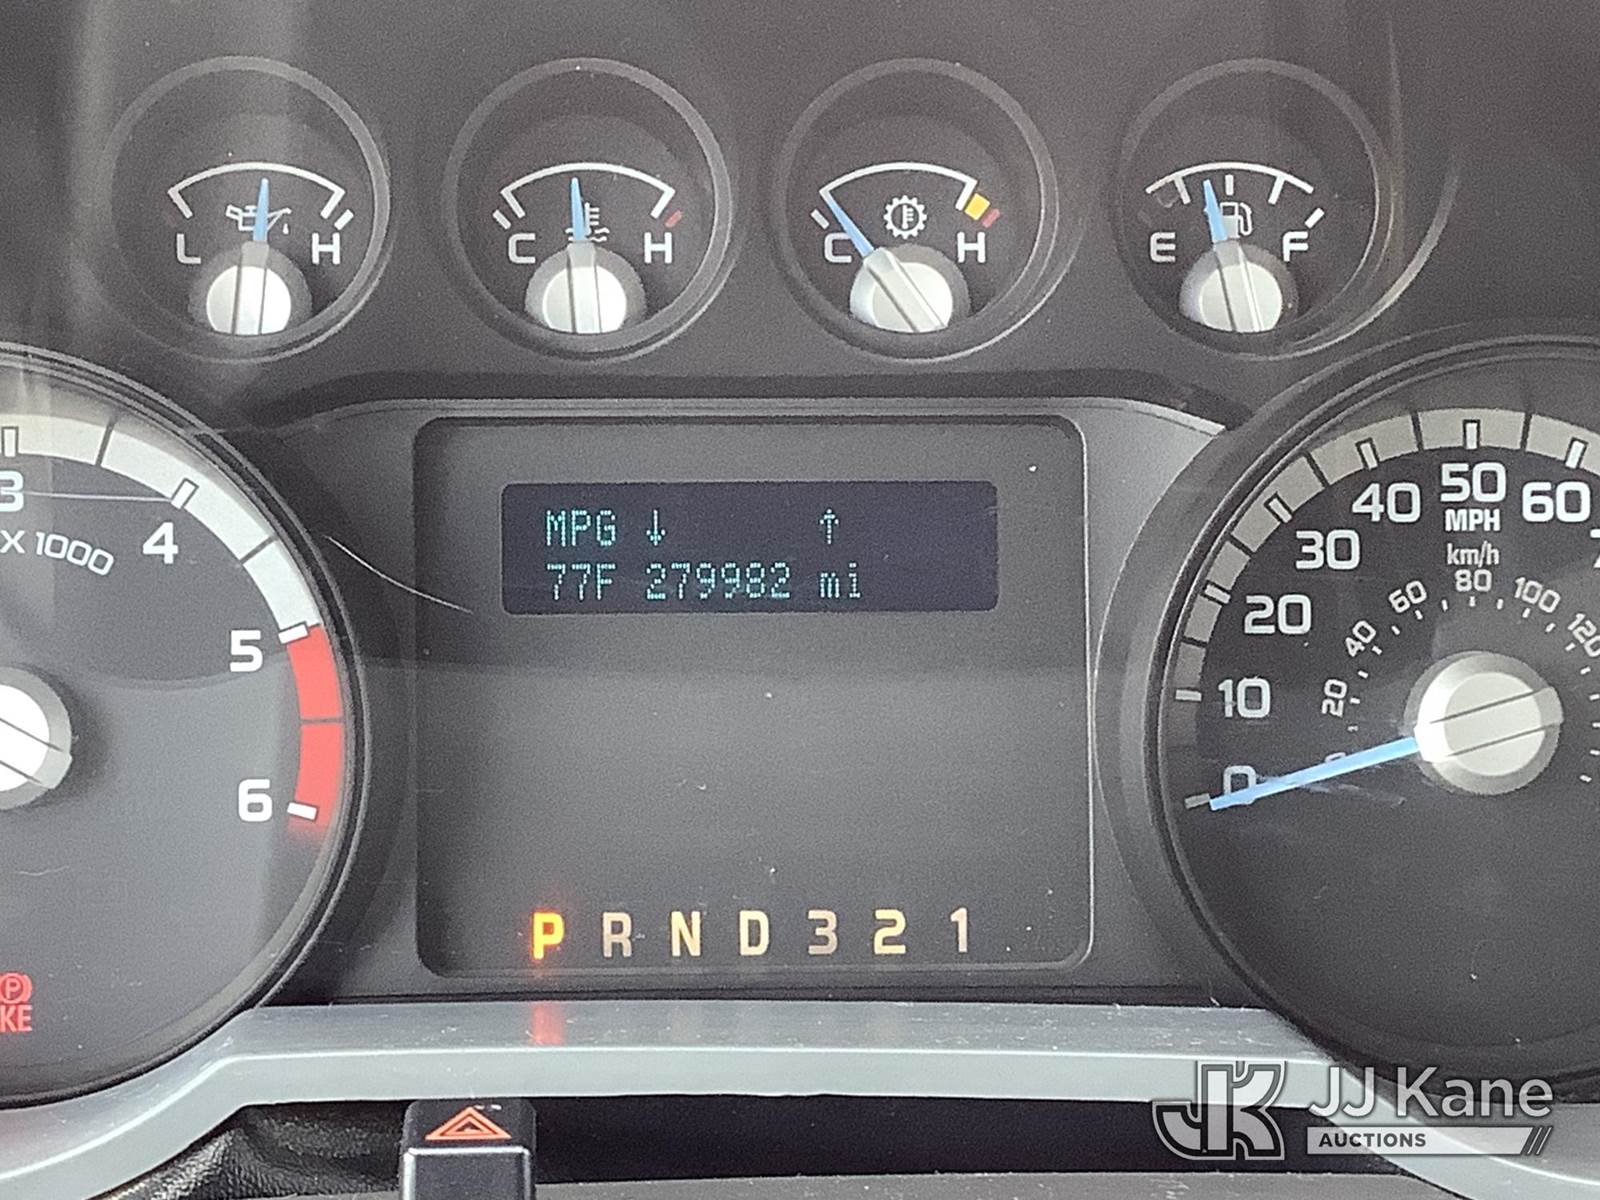 L H
C H
C H
E F
3
4
X 1000
5
6
MPG ↓ ↑
77F 279982 mi
P R N D 3 2 1
P
KE
0
10
20
30
40
50
60
MPH
km/h
20
40
60
80
100
120
JK JJ Kane
AUCTIONS